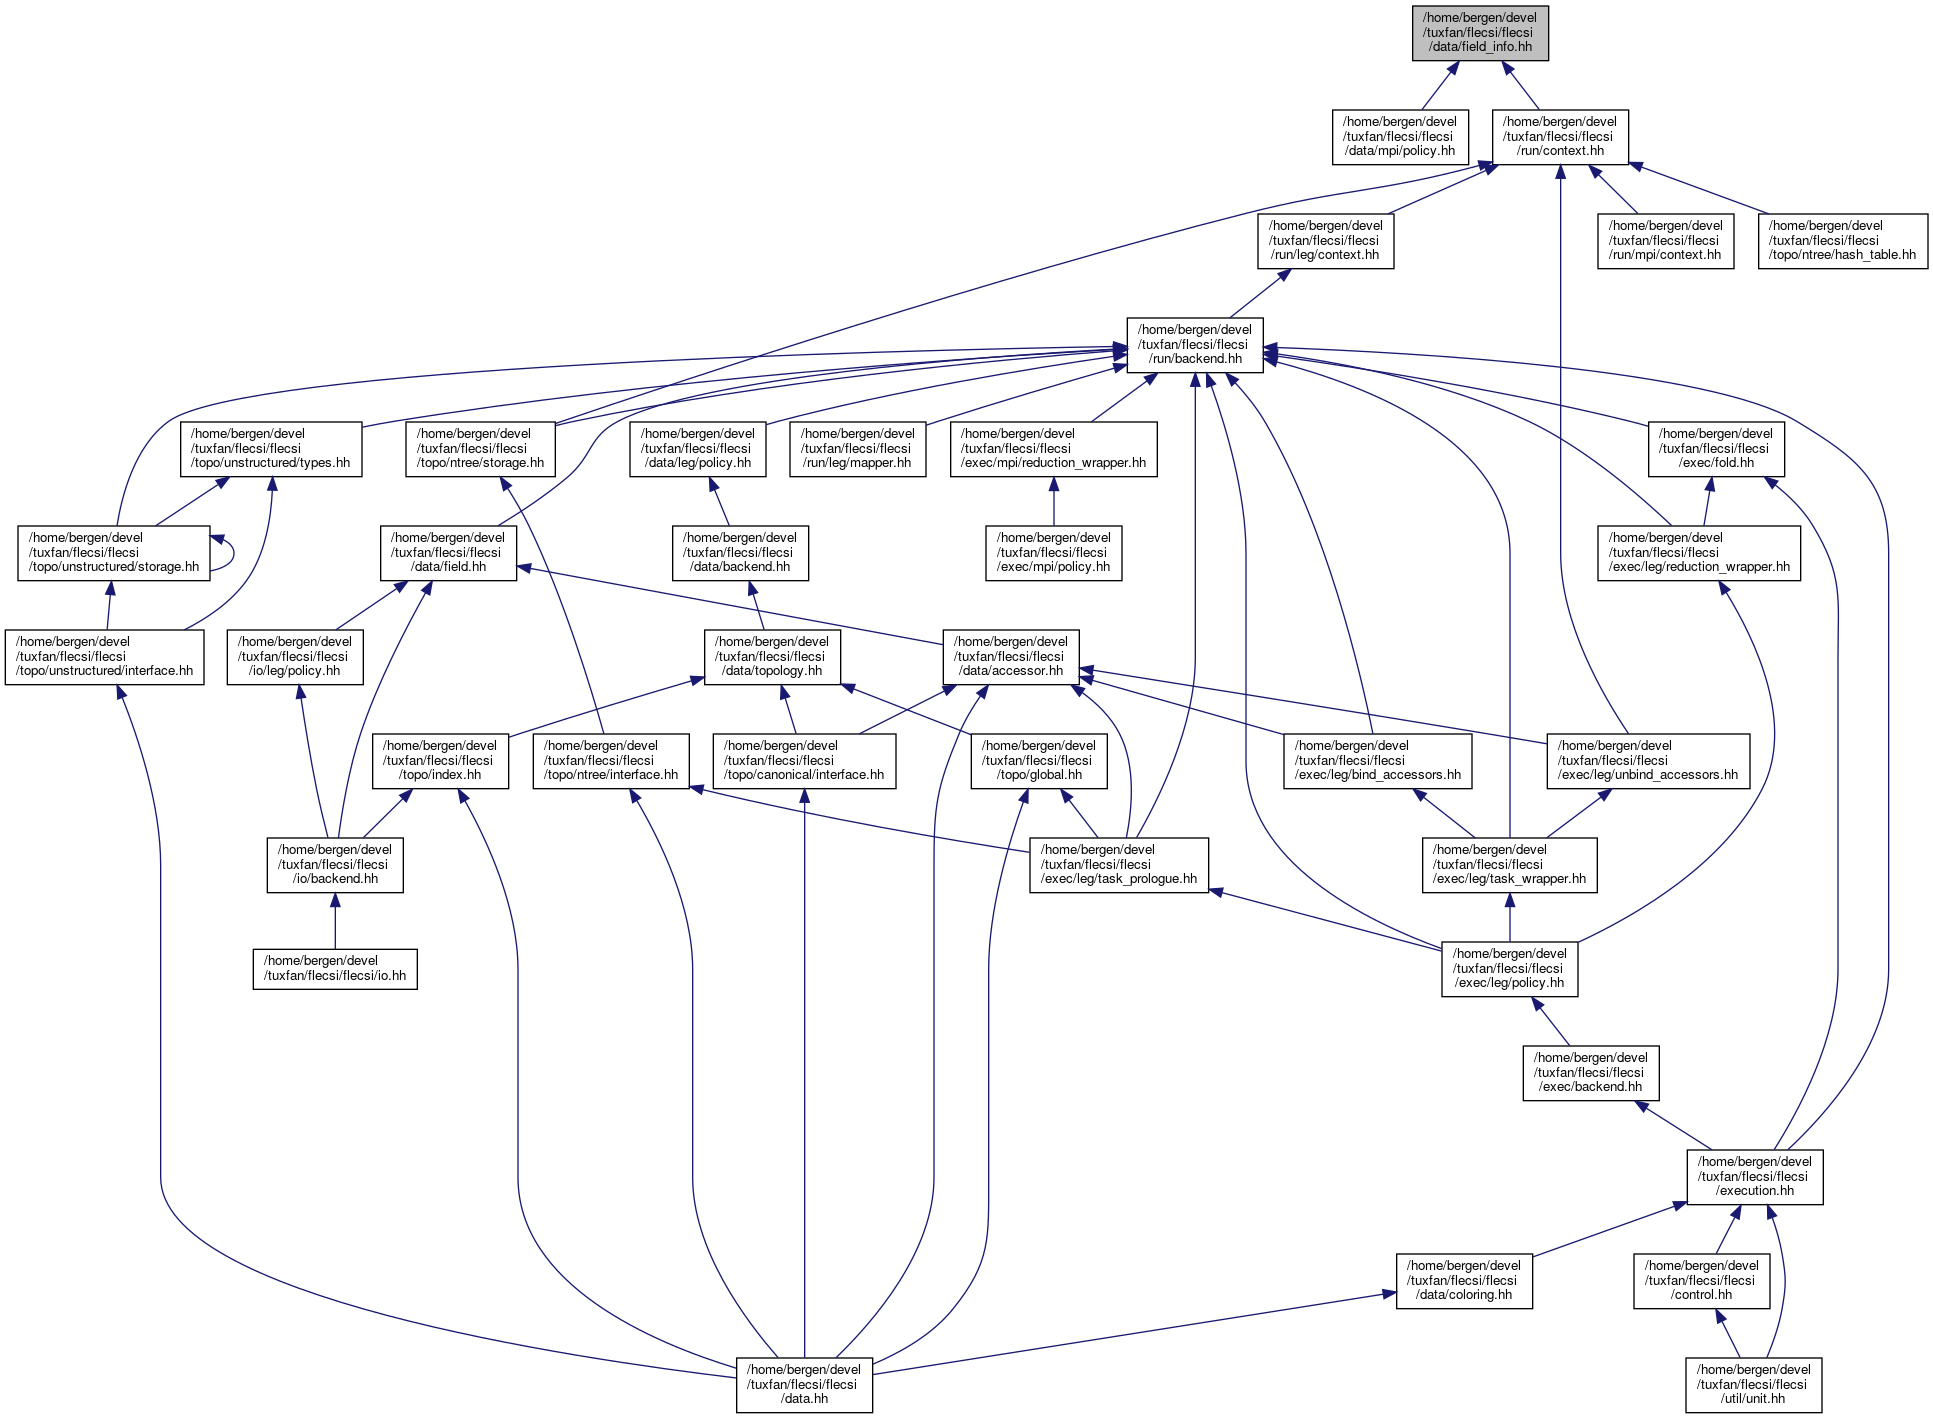 /home/bergen/devel
/tuxfan/flecsi/flecsi
/data/field_info.hh
/home/bergen/devel
/tuxfan/flecsi/flecsi
/data/mpi/policy.hh
/home/bergen/devel
/tuxfan/flecsi/flecsi
/run/context.hh
/home/bergen/devel
/tuxfan/flecsi/flecsi
/run/leg/context.hh
/home/bergen/devel
/tuxfan/flecsi/flecsi
/run/mpi/context.hh
/home/bergen/devel
/tuxfan/flecsi/flecsi
/topo/ntree/hash_table.hh
/home/bergen/devel
/tuxfan/flecsi/flecsi
/run/backend.hh
/home/bergen/devel
/tuxfan/flecsi/flecsi
/topo/unstructured/types.hh
/home/bergen/devel
/tuxfan/flecsi/flecsi
/topo/ntree/storage.hh
/home/bergen/devel
/tuxfan/flecsi/flecsi
/data/leg/policy.hh
/home/bergen/devel
/tuxfan/flecsi/flecsi
/run/leg/mapper.hh
/home/bergen/devel
/tuxfan/flecsi/flecsi
/exec/mpi/reduction_wrapper.hh
/home/bergen/devel
/tuxfan/flecsi/flecsi
/exec/fold.hh
/home/bergen/devel
/tuxfan/flecsi/flecsi
/topo/unstructured/storage.hh
/home/bergen/devel
/tuxfan/flecsi/flecsi
/data/field.hh
/home/bergen/devel
/tuxfan/flecsi/flecsi
/data/backend.hh
/home/bergen/devel
/tuxfan/flecsi/flecsi
/exec/mpi/policy.hh
/home/bergen/devel
/tuxfan/flecsi/flecsi
/exec/leg/reduction_wrapper.hh
/home/bergen/devel
/tuxfan/flecsi/flecsi
/topo/unstructured/interface.hh
/home/bergen/devel
/tuxfan/flecsi/flecsi
/io/leg/policy.hh
/home/bergen/devel
/tuxfan/flecsi/flecsi
/data/topology.hh
/home/bergen/devel
/tuxfan/flecsi/flecsi
/data/accessor.hh
/home/bergen/devel
/tuxfan/flecsi/flecsi
/topo/index.hh
/home/bergen/devel
/tuxfan/flecsi/flecsi
/topo/ntree/interface.hh
/home/bergen/devel
/tuxfan/flecsi/flecsi
/topo/canonical/interface.hh
/home/bergen/devel
/tuxfan/flecsi/flecsi
/topo/global.hh
/home/bergen/devel
/tuxfan/flecsi/flecsi
/exec/leg/bind_accessors.hh
/home/bergen/devel
/tuxfan/flecsi/flecsi
/exec/leg/unbind_accessors.hh
/home/bergen/devel
/tuxfan/flecsi/flecsi
/io/backend.hh
/home/bergen/devel
/tuxfan/flecsi/flecsi
/exec/leg/task_prologue.hh
/home/bergen/devel
/tuxfan/flecsi/flecsi
/exec/leg/task_wrapper.hh
/home/bergen/devel
/tuxfan/flecsi/flecsi/io.hh
/home/bergen/devel
/tuxfan/flecsi/flecsi
/exec/leg/policy.hh
/home/bergen/devel
/tuxfan/flecsi/flecsi
/exec/backend.hh
/home/bergen/devel
/tuxfan/flecsi/flecsi
/execution.hh
/home/bergen/devel
/tuxfan/flecsi/flecsi
/data/coloring.hh
/home/bergen/devel
/tuxfan/flecsi/flecsi
/control.hh
/home/bergen/devel
/tuxfan/flecsi/flecsi
/data.hh
/home/bergen/devel
/tuxfan/flecsi/flecsi
/util/unit.hh